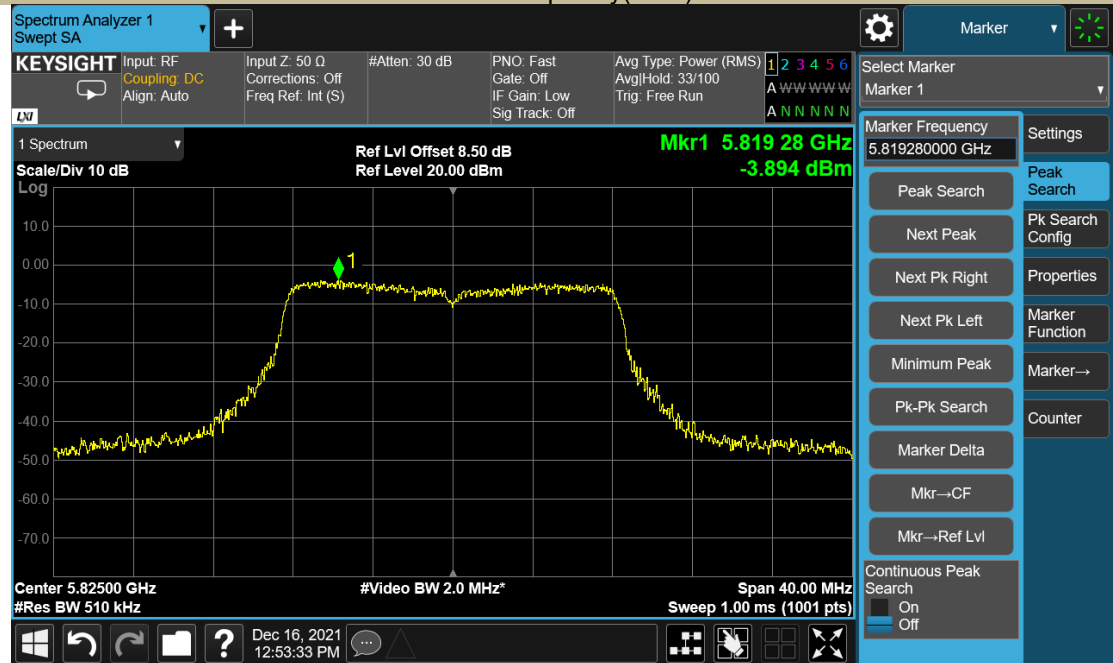 Spectrum Analyzer 1
Swept SA
+
Marker
KEYSIGHT
LXI
Input: RF
Coupling: DC
Align: Auto
Input Z: 50 Ω
Corrections: Off
Freq Ref: Int (S)
#Atten: 30 dB
PNO: Fast
Gate: Off
IF Gain: Low
Sig Track: Off
Avg Type: Power (RMS)
Avg|Hold: 33/100
Trig: Free Run
1 2 3 4 5 6
A W W W W W
A N N N N N
Select Marker
Marker 1
1 Spectrum
Scale/Div 10 dB
Ref Lvl Offset 8.50 dB
Ref Level 20.00 dBm
Mkr1 5.819 28 GHz
-3.894 dBm
Log
10.0
0.00
-10.0
-20.0
-30.0
-40.0
-50.0
-60.0
-70.0
1
Center 5.82500 GHz
#Res BW 510 kHz
#Video BW 2.0 MHz*
Span 40.00 MHz
Sweep 1.00 ms (1001 pts)
Marker Frequency
5.819280000 GHz
Peak Search
Next Peak
Next Pk Right
Next Pk Left
Minimum Peak
Pk-Pk Search
Marker Delta
Mkr→CF
Mkr→Ref Lvl
Continuous Peak
Search
On
Off
Settings
Peak
Search
Pk Search
Config
Properties
Marker
Function
Marker→
Counter
?
Dec 16, 2021
12:53:33 PM